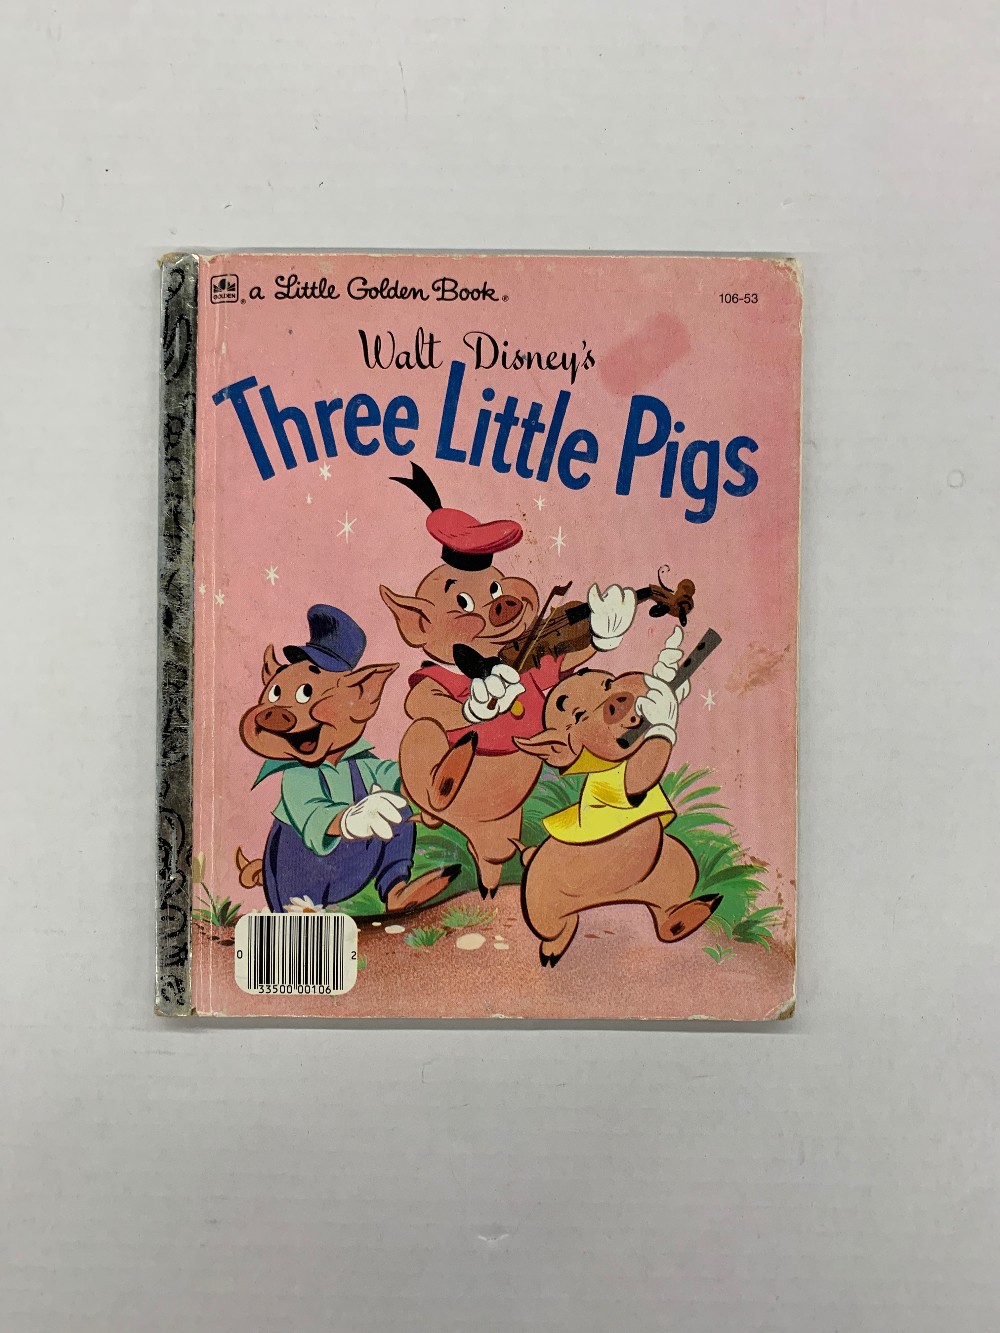 GOLDEN
® a Little Golden Book®
106-53
Walt Disney's
Three Little Pigs
0 33500 00106 2